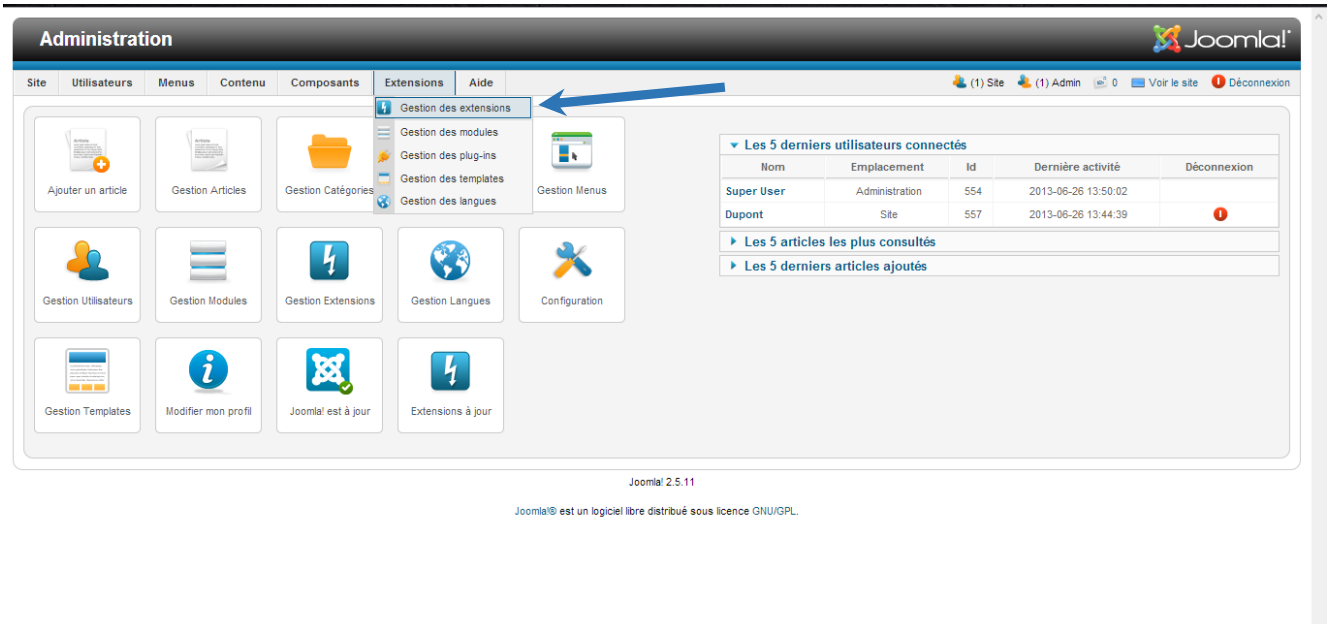 Administration
Joomla!
Site Utilisateurs Menus Contenu Composants Extensions Aide
(1) Site (1) Admin 0 Voir le site Déconnexion
Gestion des extensions
Gestion des modules
Gestion des plug-ins
Gestion des templates
Gestion des langues
Ajouter un article Gestion Articles Gestion Catégories Gestion Menus
Gestion Utilisateurs Gestion Modules Gestion Extensions Gestion Langues Configuration
Gestion Templates Modifier mon profil Joomla! est à jour Extensions à jour
Les 5 derniers utilisateurs connectés
Nom Emplacement Id Dernière activité Déconnexion
Super User Administration 554 2013-06-26 13:50:02
Dupont Site 557 2013-06-26 13:44:39
Les 5 articles les plus consultés
Les 5 derniers articles ajoutés
Joomla! 2.5.11
Joomla!® est un logiciel libre distribué sous licence GNU/GPL.